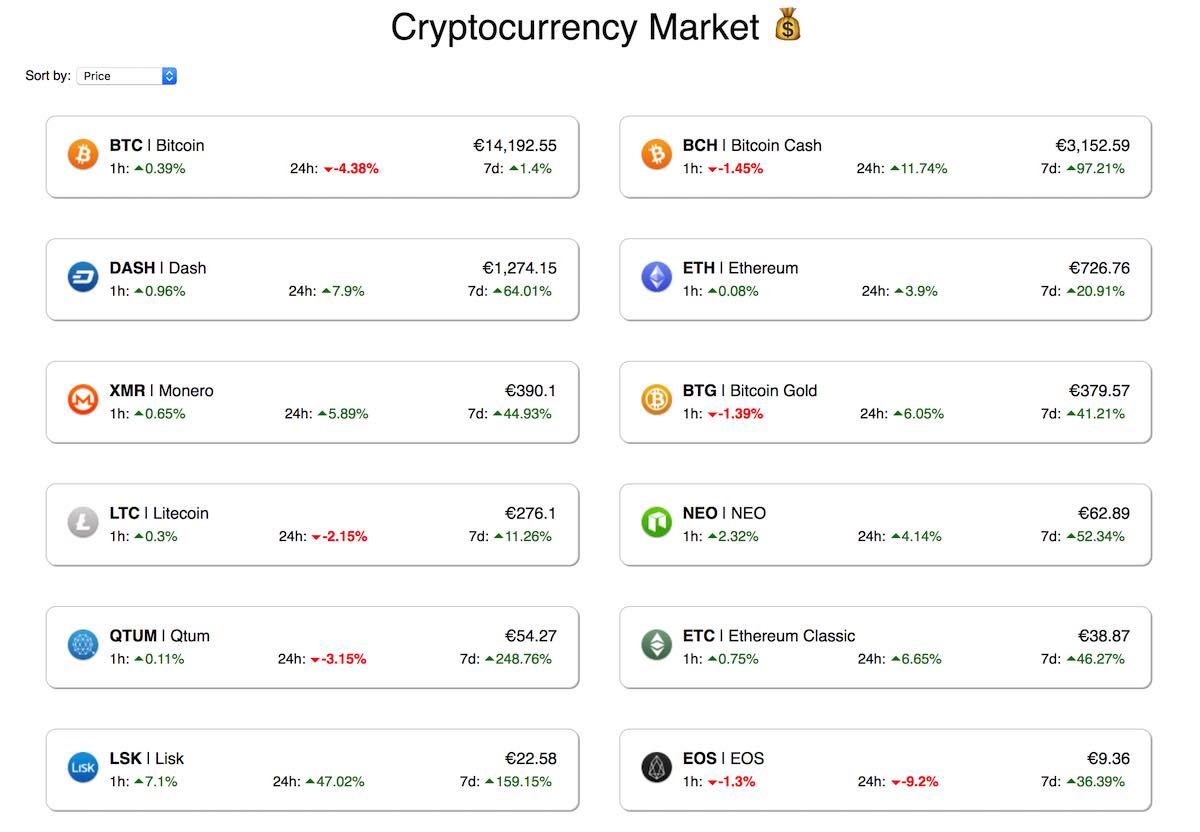 Cryptocurrency Market 💰
Sort by: Price
BTC | Bitcoin €14,192.55
1h: ▲0.39% 24h: ▼-4.38% 7d: ▲1.4%
BCH | Bitcoin Cash €3,152.59
1h: ▼-1.45% 24h: ▲11.74% 7d: ▲97.21%
DASH | Dash €1,274.15
1h: ▲0.96% 24h: ▲7.9% 7d: ▲64.01%
ETH | Ethereum €726.76
1h: ▲0.08% 24h: ▲3.9% 7d: ▲20.91%
XMR | Monero €390.1
1h: ▲0.65% 24h: ▲5.89% 7d: ▲44.93%
BTG | Bitcoin Gold €379.57
1h: ▼-1.39% 24h: ▲6.05% 7d: ▲41.21%
LTC | Litecoin €276.1
1h: ▲0.3% 24h: ▼-2.15% 7d: ▲11.26%
NEO | NEO €62.89
1h: ▲2.32% 24h: ▲4.14% 7d: ▲52.34%
QTUM | Qtum €54.27
1h: ▲0.11% 24h: ▼-3.15% 7d: ▲248.76%
ETC | Ethereum Classic €38.87
1h: ▲0.75% 24h: ▲6.65% 7d: ▲46.27%
LISK
LSK | Lisk €22.58
1h: ▲7.1% 24h: ▲47.02% 7d: ▲159.15%
EOS | EOS €9.36
1h: ▼-1.3% 24h: ▼-9.2% 7d: ▲36.39%